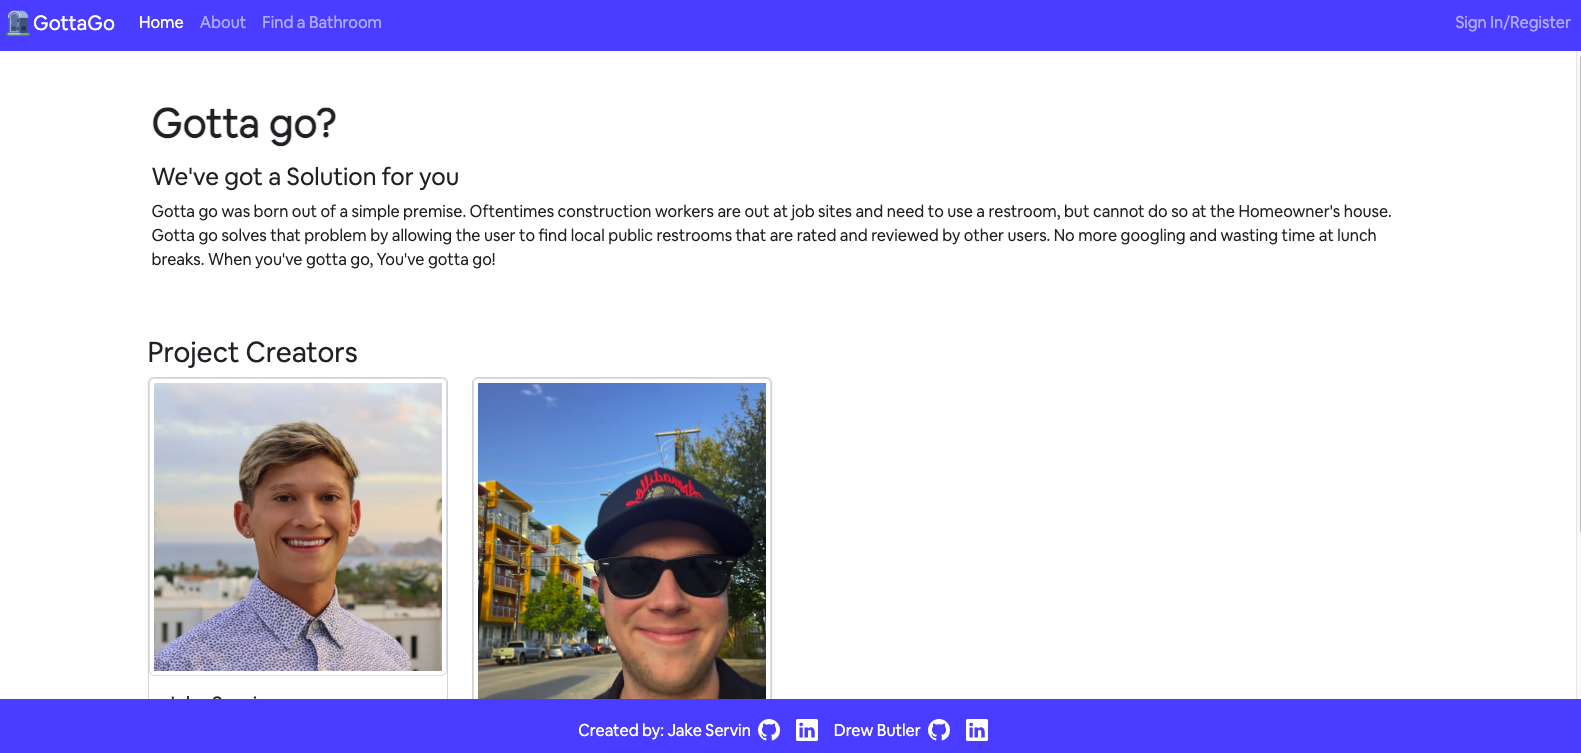 GottaGo Home About Find a Bathroom Sign In/Register
Gotta go?
We've got a Solution for you
Gotta go was born out of a simple premise. Oftentimes construction workers are out at job sites and need to use a restroom, but cannot do so at the Homeowner's house.
Gotta go solves that problem by allowing the user to find local public restrooms that are rated and reviewed by other users. No more googling and wasting time at lunch
breaks. When you've gotta go, You've gotta go!
Project Creators
Created by: Jake Servin in Drew Butler in